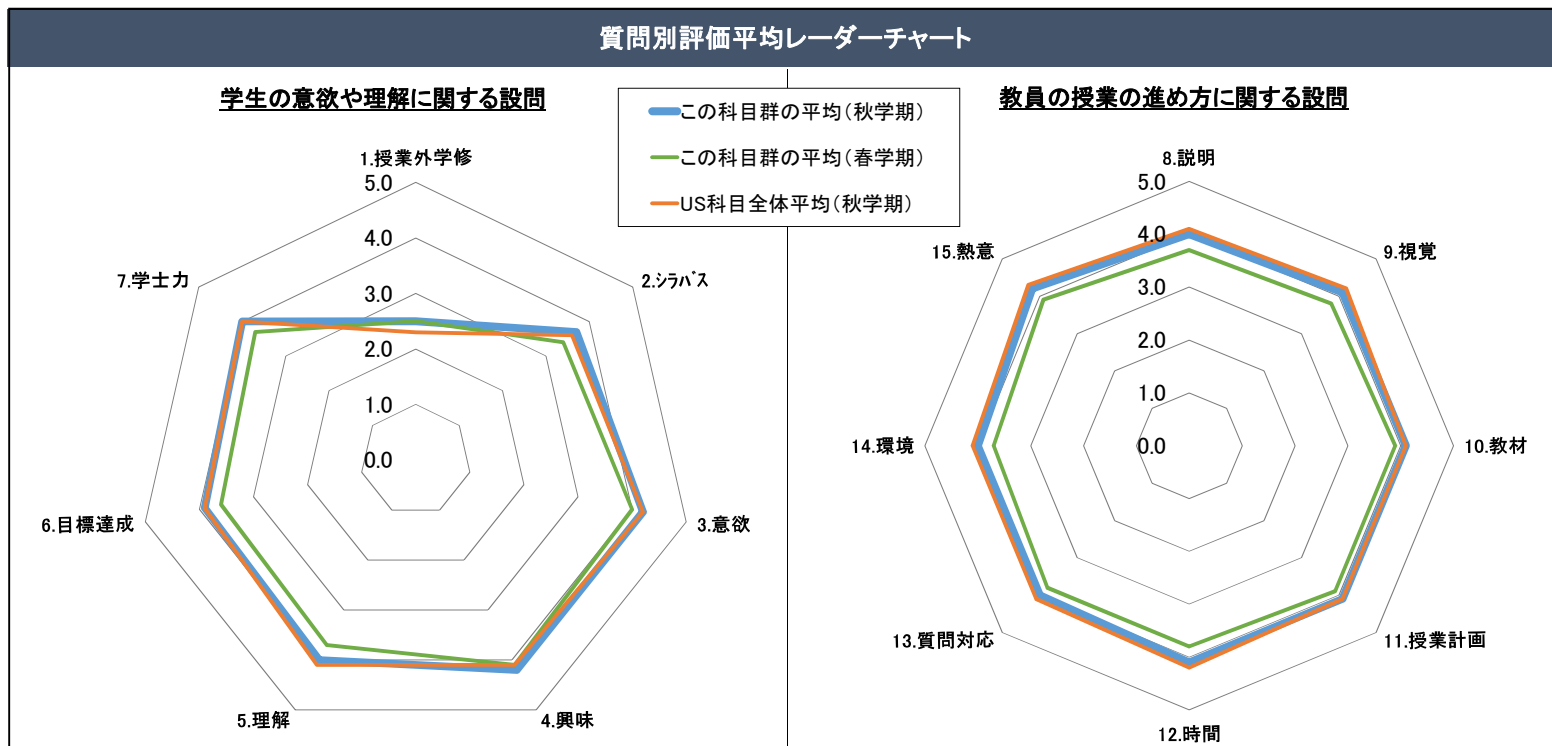 質問別評価平均レーダーチャート
学生の意欲や理解に関する設問
この科目群の平均(秋学期)
この科目群の平均(春学期)
US科目全体平均(秋学期)
教員の授業の進め方に関する設問
1.授業外学修
2.シラバス
3.意欲
4.興味
5.理解
6.目標達成
7.学士力
5.0
4.0
3.0
2.0
1.0
0.0
8.説明
9.視覚
10.教材
11.授業計画
12.時間
13.質問対応
14.環境
15.熱意
5.0
4.0
3.0
2.0
1.0
0.0